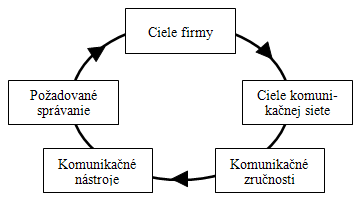 Ciele firmy
Ciele komuni-
kačnej siete
Komunikačné
zručnosti
Komunikačné
nástroje
Požadované
správanie